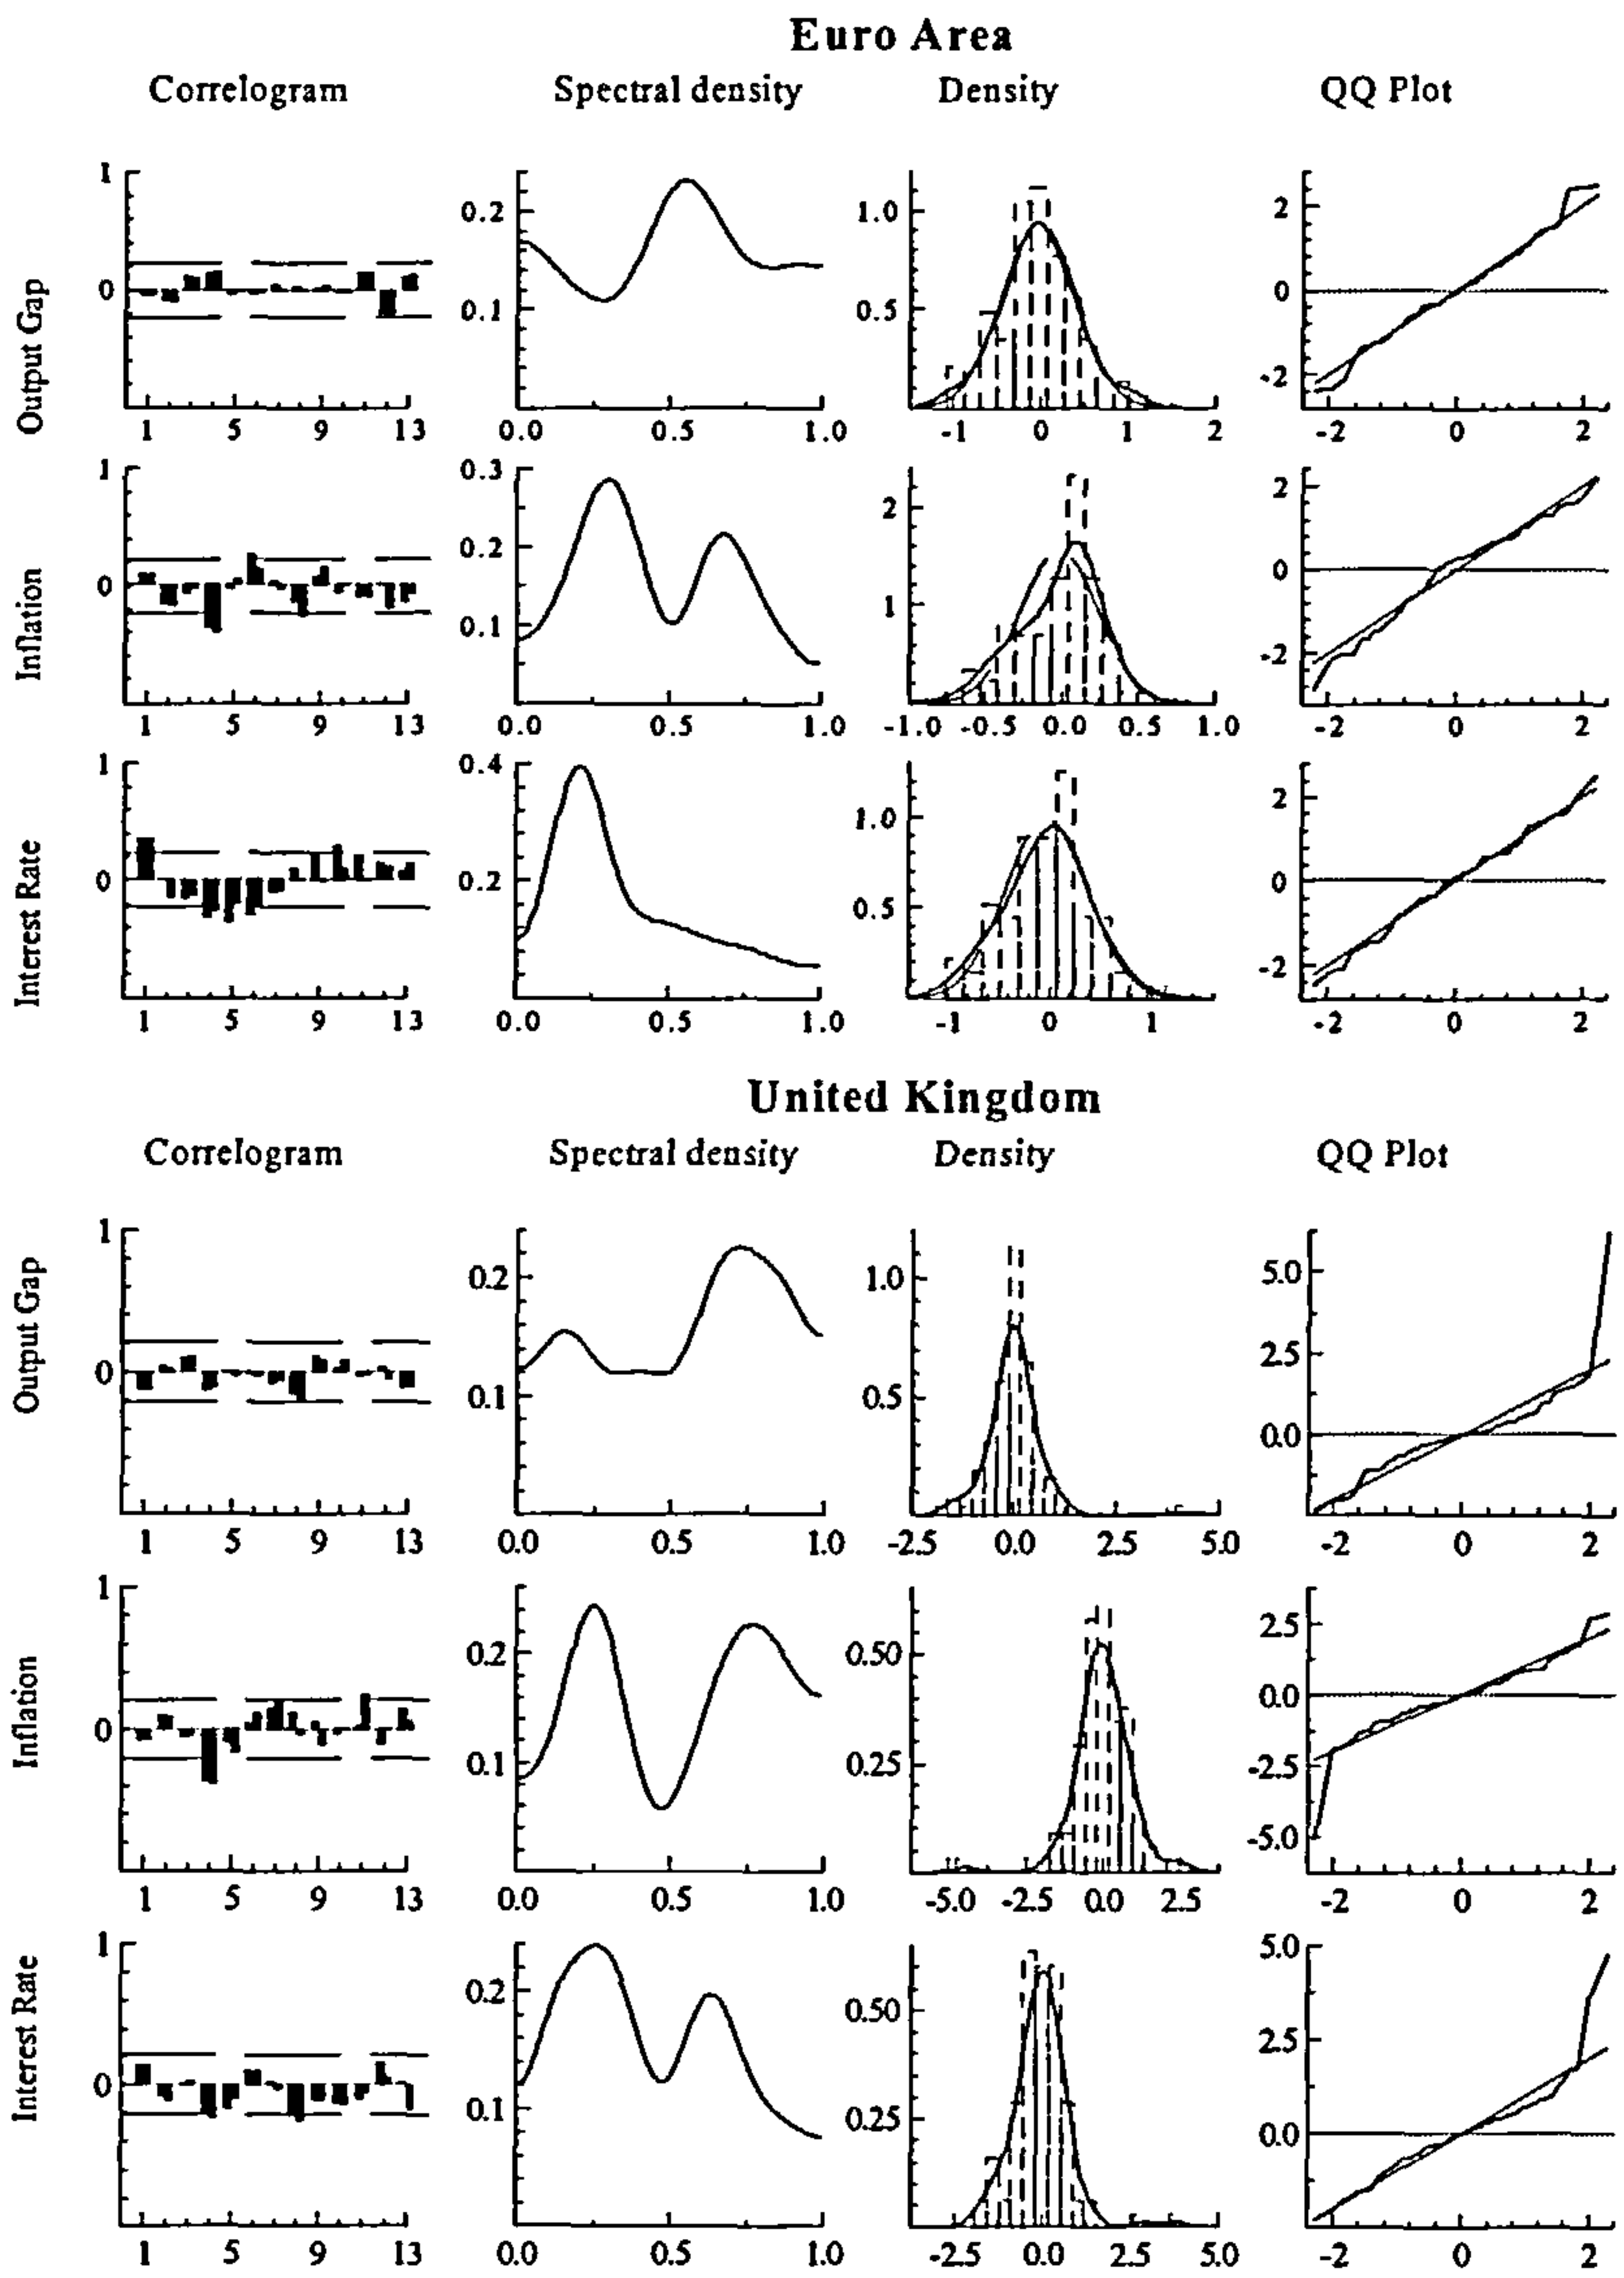 Euro Area
Correlogram Spectral density Density QQ Plot
Output Gap
1 0
1 5 9 13
0.2 0.1
0.0 0.5 1.0
1.0 0.5
-1 0 1 2
2 0 -2
-2 0 2
Inflation
1 0
1 5 9 13
0.3 0.2 0.1
0.0 0.5 1.0
2 1
-1.0 -0.5 0.0 0.5 1.0
2 0 -2
-2 0 2
Interest Rate
1 0
1 5 9 13
0.4 0.2
0.0 0.5 1.0
1.0 0.5
-1 0 1
2 0 -2
-2 0 2
United Kingdom
Correlogram Spectral density Density QQ Plot
Output Gap
1 0
1 5 9 13
0.2 0.1
0.0 0.5 1.0
1.0 0.5
-2.5 0.0 2.5 5.0
5.0 2.5 0.0
-2 0 2
Inflation
1 0
1 5 9 13
0.2 0.1
0.0 0.5 1.0
0.50 0.25
-5.0 -2.5 0.0 2.5
2.5 0.0 -2.5 -5.0
-2 0 2
Interest Rate
1 0
1 5 9 13
0.2 0.1
0.0 0.5 1.0
0.50 0.25
-2.5 0.0 2.5 5.0
5.0 2.5 0.0
-2 0 2